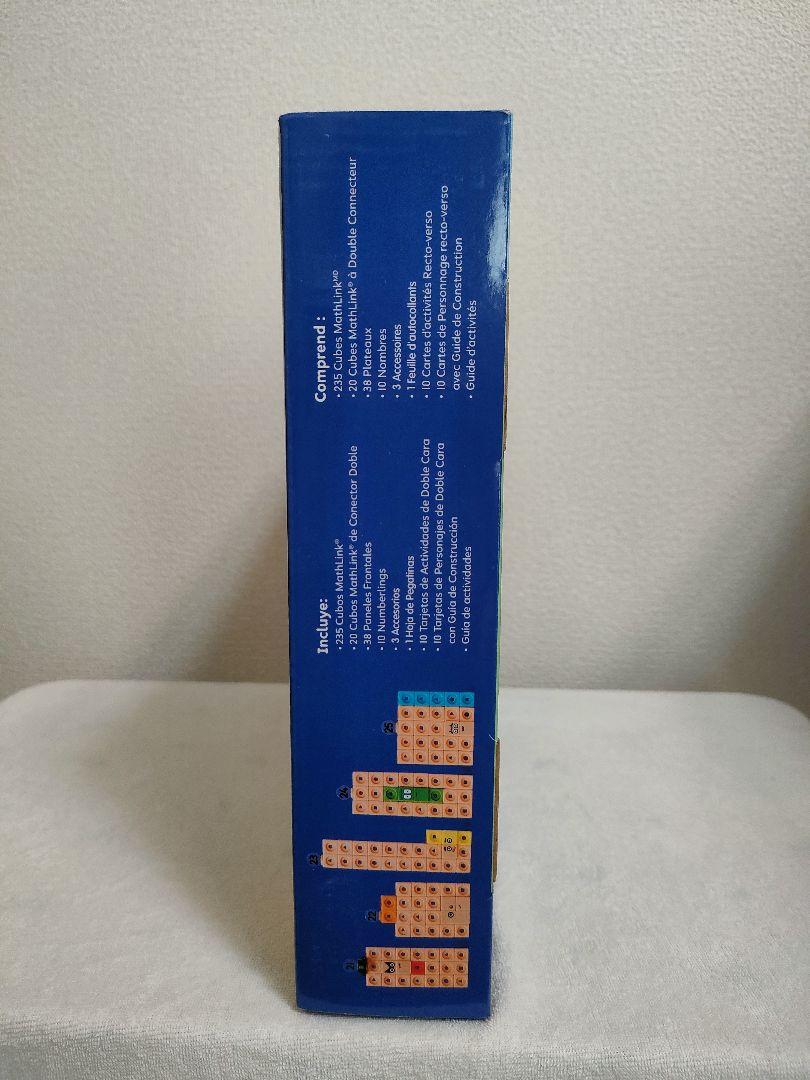 Comprend :
• 235 Cubes MathLink MD
• 20 Cubes MathLink® à Double Connecteur
• 38 Plateaux
• 10 Nombres
• 3 Accessoires
• 1 Feuille d'autocollants
• 10 Cartes d'activités Recto-verso
• 10 Cartes de Personnage recto-verso
avec Guide de Construction
• Guide d'activités
Incluye:
• 235 Cubos MathLink®
• 20 Cubos MathLink® de Conector Doble
• 38 Paneles Frontales
• 10 Numberlings
• 3 Accesorios
• 1 Hoja de Pegatinas
• 10 Tarjetas de Actividades de Doble Cara
• 10 Tarjetas de Personajes de Doble Cara
con Guía de Construcción
• Guía de actividades
25
24
23
22
21